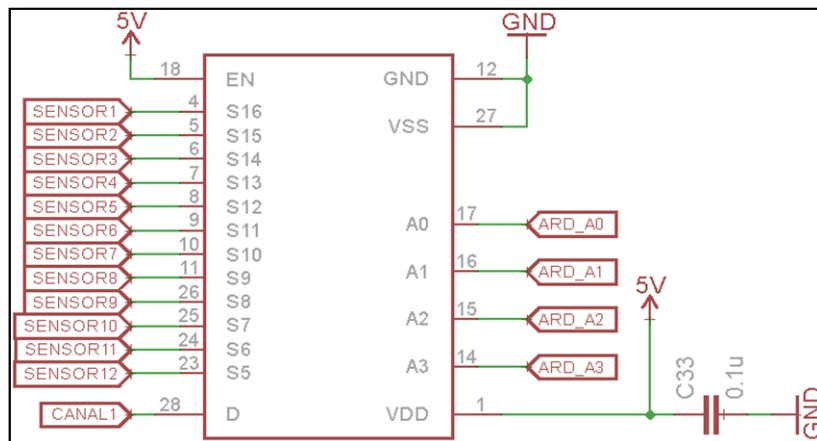 5V
GND
18 EN GND 12
SENSOR1 4 S16
SENSOR2 5 S15 VSS 27
SENSOR3 6 S14
SENSOR4 7 S13
SENSOR5 8 S12
SENSOR6 9 S11 A0 17 ARD_A0
SENSOR7 10 S10
SENSOR8 11 S9 A1 16 ARD_A1
SENSOR9 26 S8
5V
SENSOR10 25 S7 A2 15 ARD_A2
SENSOR11 24 S6
SENSOR12 23 S5 A3 14 ARD_A3
C33 0.1u
CANAL1 28 D VDD 1
GND